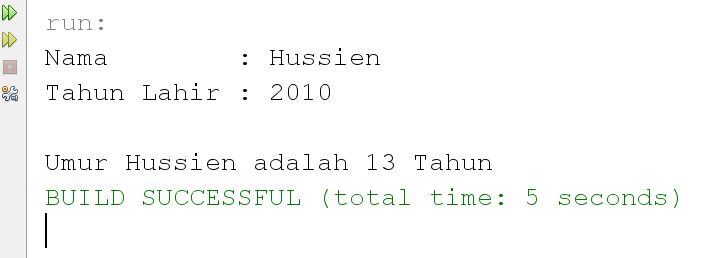 run:
Nama        : Hussien
Tahun Lahir : 2010
Umur Hussien adalah 13 Tahun
BUILD SUCCESSFUL (total time: 5 seconds)